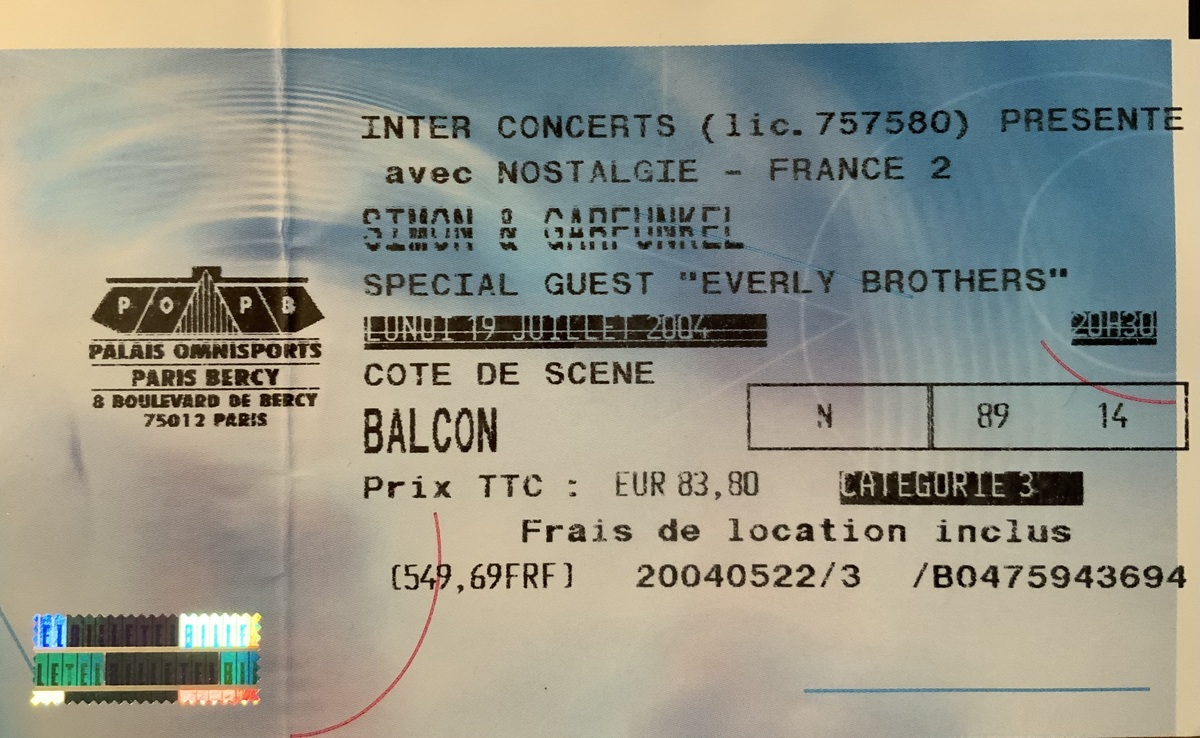 INTER CONCERTS (lic.757580) PRESENTE
avec NOSTALGIE - FRANCE 2
SIMON & GARFUNKEL
SPECIAL GUEST "EVERLY BROTHERS"
LUNDI 19 JUILLET 2004 20H30
COTE DE SCENE
BALCON N 89 14
Prix TTC : EUR 83,80 CATEGORIE 3
Frais de location inclus
(549,69FRF) 20040522/3 /B0475943694
P O P B
PALAIS OMNISPORTS
PARIS BERCY
8 BOULEVARD DE BERCY
75012 PARIS